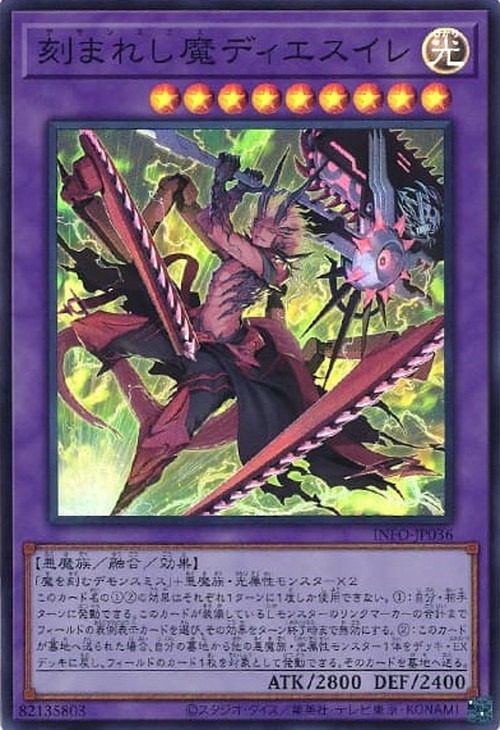 刻まれし魔ディエスイレ
光
INFO-JP036
【悪魔族/融合/効果】
「魔を刻むデモンスミス」+悪魔族・光属性モンスター×2
このカード名の①②の効果はそれぞれ1ターンに1度しか使用できない。①:自分・相手
ターンに発動できる。このカードが装備しているLモンスターのリンクマーカーの合計まで
フィールドの表側表示カードを選び、その効果をターン終了時まで無効にする。②:このカード
が墓地へ送られた場合、自分の墓地から他の悪魔族・光属性モンスター1体をデッキ・EX
デッキに戻し、フィールドのカード1枚を対象として発動できる。そのカードを墓地へ送る。
ATK/2800 DEF/2400
82135803 ©スタジオ・ダイス/集英社・テレビ東京・KONAMI